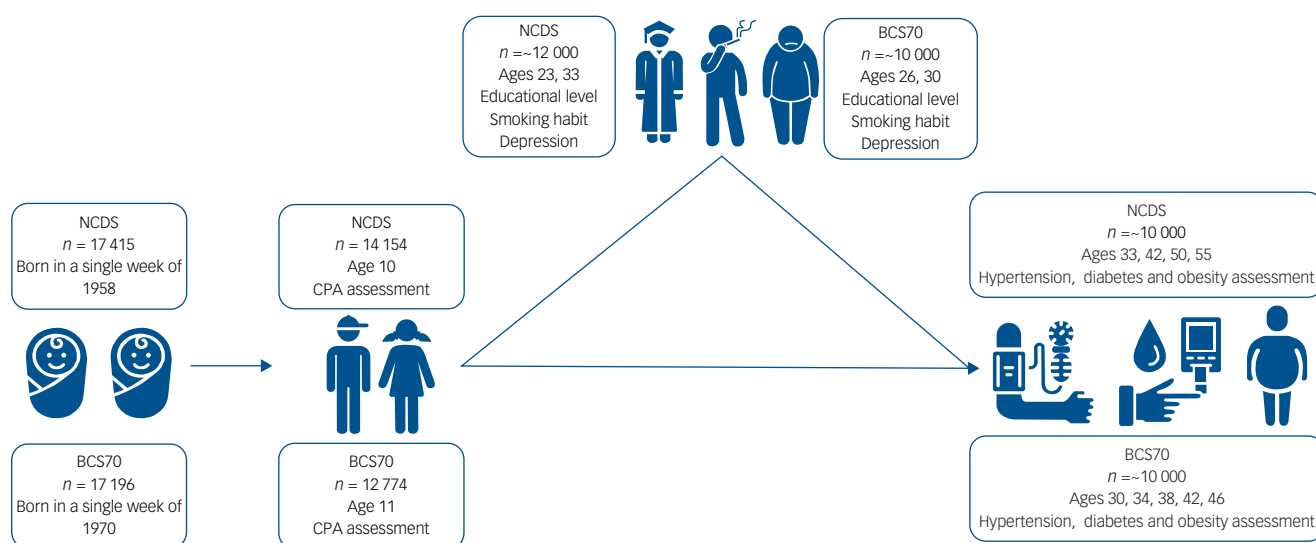 NCDS
n =~12 000
Ages 23, 33
Educational level
Smoking habit
Depression
BCS70
n =~10 000
Ages 26, 30
Educational level
Smoking habit
Depression
NCDS
n = 17 415
Born in a single week of
1958
NCDS
n = 14 154
Age 10
CPA assessment
NCDS
n =~10 000
Ages 33, 42, 50, 55
Hypertension, diabetes and obesity assessment
BCS70
n = 17 196
Born in a single week of
1970
BCS70
n = 12 774
Age 11
CPA assessment
BCS70
n =~10 000
Ages 30, 34, 38, 42, 46
Hypertension, diabetes and obesity assessment